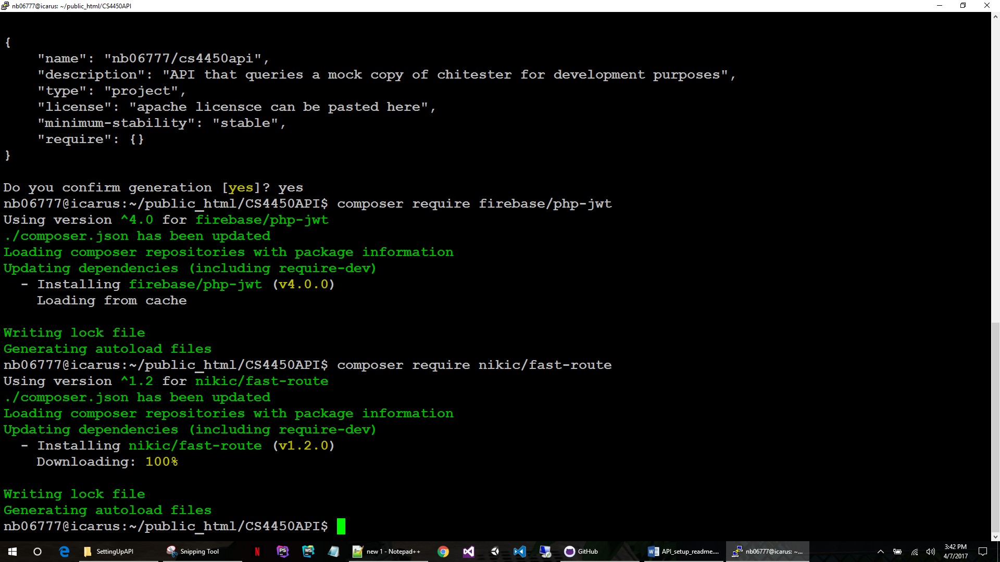 nb06777@icarus: ~/public_html/CS4450API
{
    "name": "nb06777/cs4450api",
    "description": "API that queries a mock copy of chitester for development purposes",
    "type": "project",
    "license": "apache licensce can be pasted here",
    "minimum-stability": "stable",
    "require": {}
}
Do you confirm generation [yes]? yes
nb06777@icarus:~/public_html/CS4450API$ composer require firebase/php-jwt
Using version ^4.0 for firebase/php-jwt
./composer.json has been updated
Loading composer repositories with package information
Updating dependencies (including require-dev)
  - Installing firebase/php-jwt (v4.0.0)
    Loading from cache
Writing lock file
Generating autoload files
nb06777@icarus:~/public_html/CS4450API$ composer require nikic/fast-route
Using version ^1.2 for nikic/fast-route
./composer.json has been updated
Loading composer repositories with package information
Updating dependencies (including require-dev)
  - Installing nikic/fast-route (v1.2.0)
    Downloading: 100%
Writing lock file
Generating autoload files
nb06777@icarus:~/public_html/CS4450API$
SettingUpAPI Snipping Tool N PS WS new 1 - Notepad++ GitHub API_setup_readme.... nb06777@icarus: ~... 3:42 PM
4/7/2017